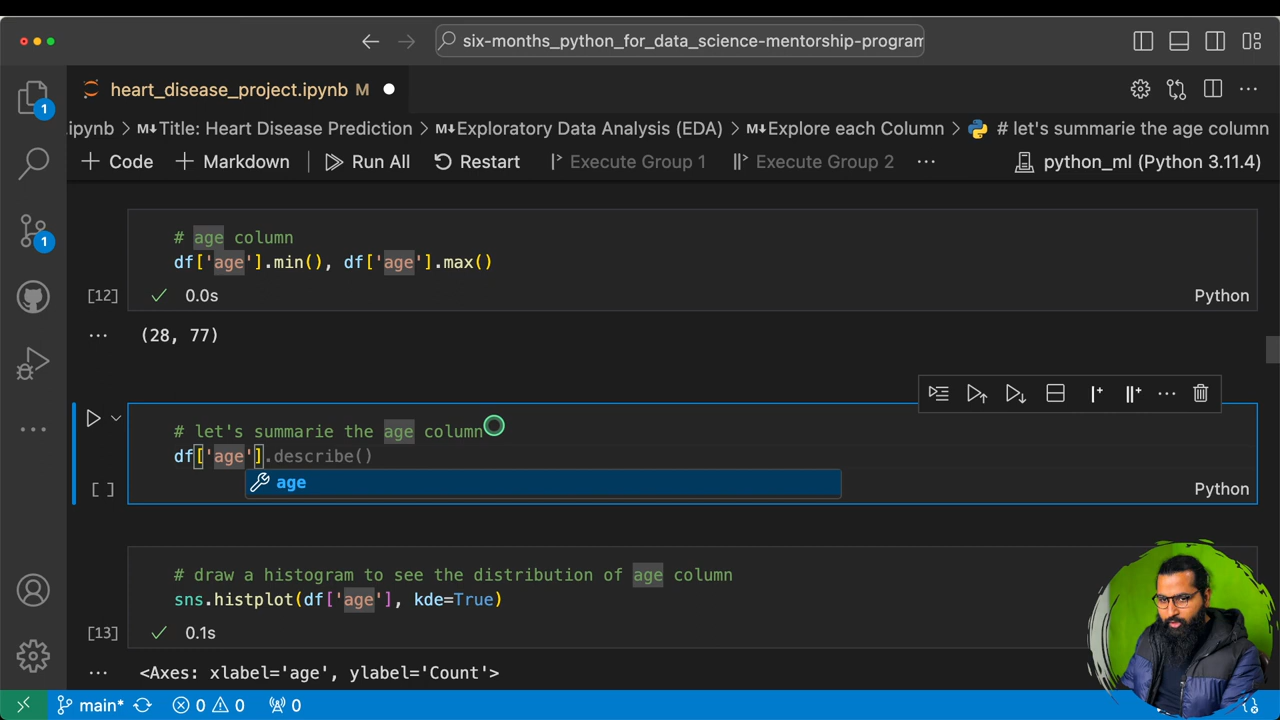 six-months_python_for_data_science-mentorship-program
heart_disease_project.ipynb M
.ipynb > M↓Title: Heart Disease Prediction > M↓Exploratory Data Analysis (EDA) > M↓Explore each Column > # let's summarie the age column
+ Code + Markdown | Run All Restart Execute Group 1 Execute Group 2 ... python_ml (Python 3.11.4)
1
1
# age column
df['age'].min(), df['age'].max()
[12] ✓ 0.0s Python
... (28, 77)
# let's summarie the age column
df['age'].describe()
age
[ ] Python
# draw a histogram to see the distribution of age column
sns.histplot(df['age'], kde=True)
[13] ✓ 0.1s
... <Axes: xlabel='age', ylabel='Count'>
main* 0 0 0